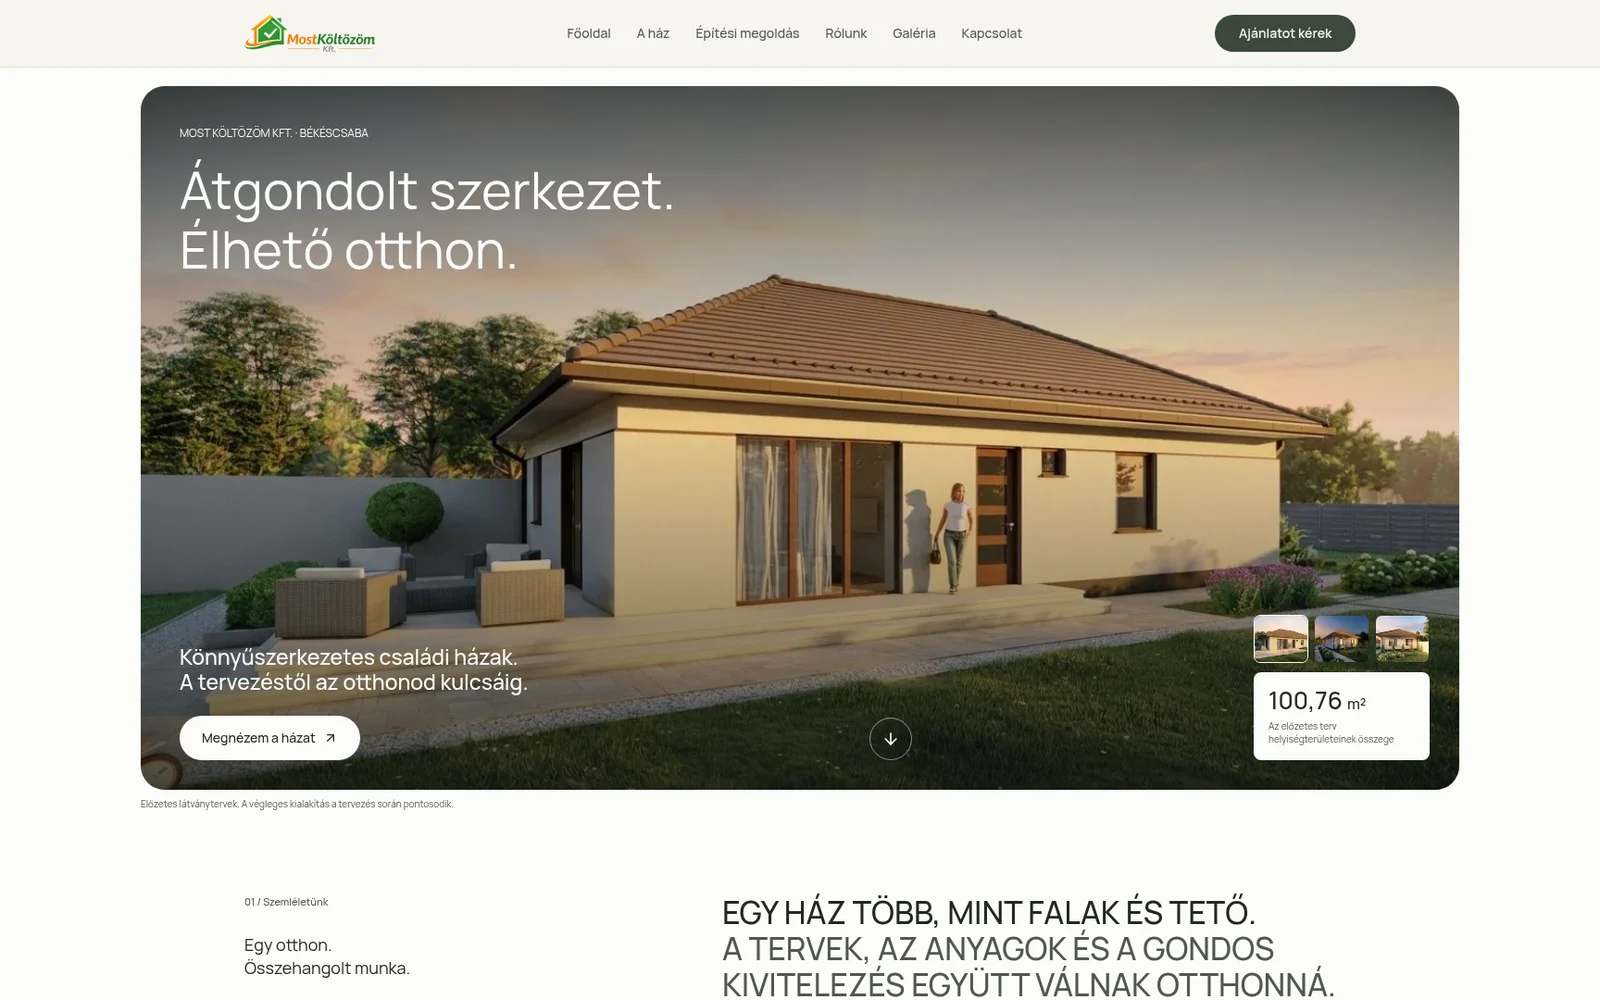 MostKöltözöm
Kft.
Főoldal
A ház
Építési megoldás
Rólunk
Galéria
Kapcsolat
Ajánlatot kérek
MOST KÖLTÖZÖM KFT. · BÉKÉSCSABA
Átgondolt szerkezet.
Élhető otthon.
Könnyűszerkezetes családi házak.
A tervezéstől az otthonod kulcsáig.
Megnézem a házat
100,76 m²
Az előzetes terv
helyiségterületeinek összege
Előzetes látványtervek. A végleges kialakítás a tervezés során pontosodik.
01 / Szemléletünk
Egy otthon.
Összehangolt munka.
EGY HÁZ TÖBB, MINT FALAK ÉS TETŐ.
A TERVEK, AZ ANYAGOK ÉS A GONDOS
KIVITELEZÉS EGYÜTT VÁLNAK OTTHONNÁ.